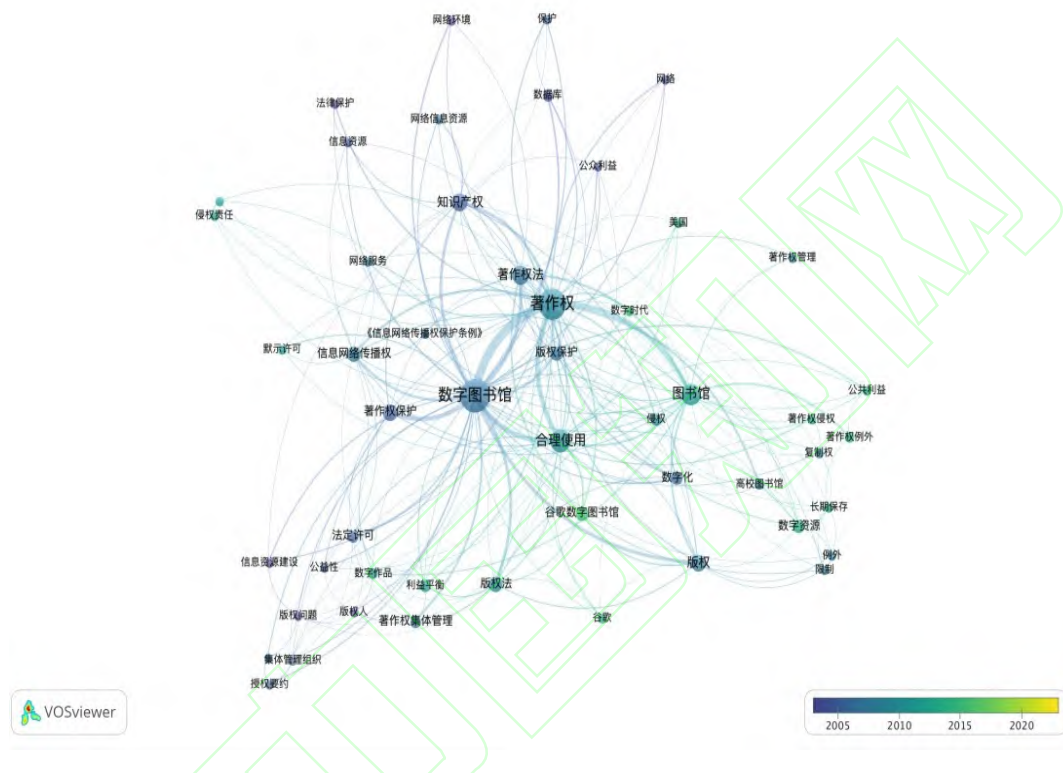 网络环境
保护
网络
数据库
法律保护
网络信息资源
信息资源
公众利益
知识产权
侵权责任
美国
网络服务
著作权管理
著作权法
著作权
数字时代
《信息网络传播权保护条例》
默示许可
信息网络传播权
版权保护
数字图书馆
图书馆
公共利益
著作权保护
侵权
著作权侵权
合理使用
著作权例外
复制权
数字化
高校图书馆
长期保存
谷歌数字图书馆
数字资源
法定许可
例外
信息资源建设
公益性
版权
限制
数字作品
利益平衡
版权法
版权问题
版权人
著作权集体管理
谷歌
集体管理组织
授权要约
VOSviewer
2005 2010 2015 2020